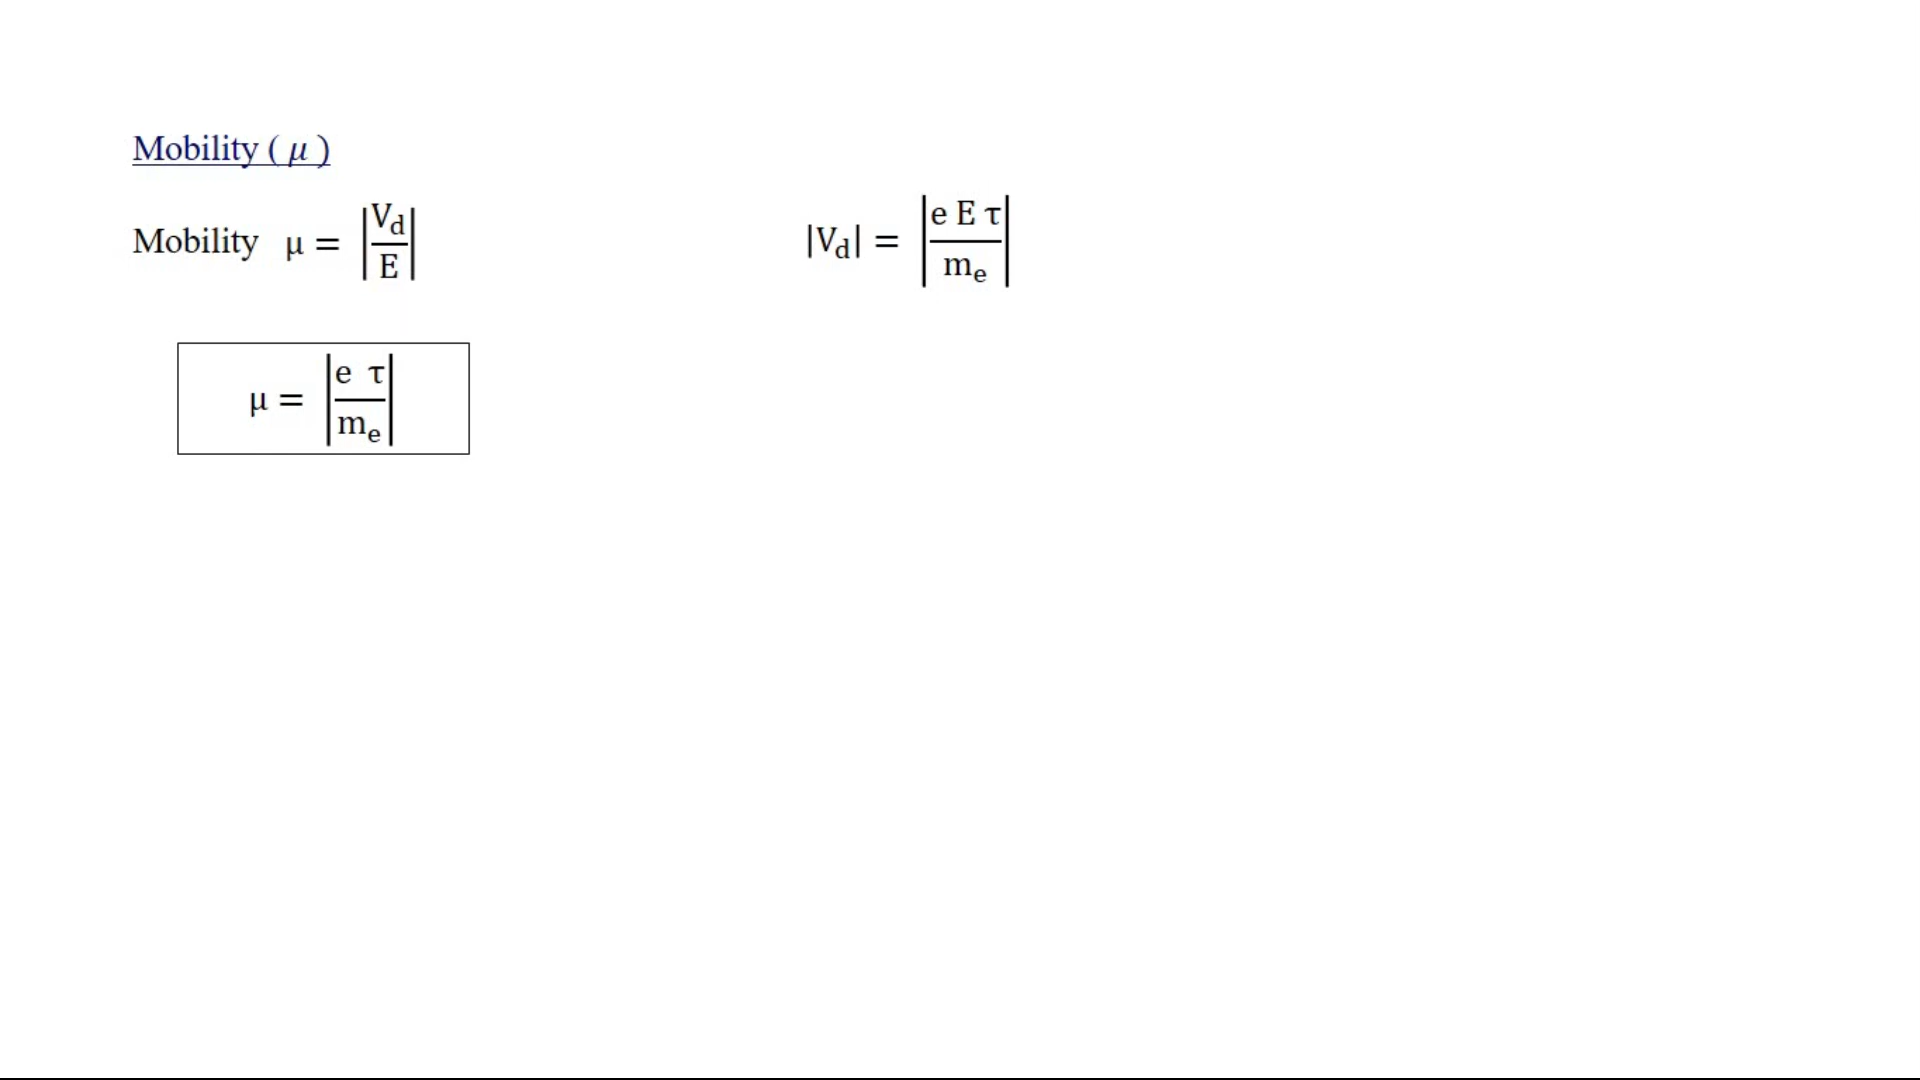 Mobility ( μ )
Mobility μ = |V_d / E|
|V_d| = |e E τ / m_e|
μ = |e τ / m_e|